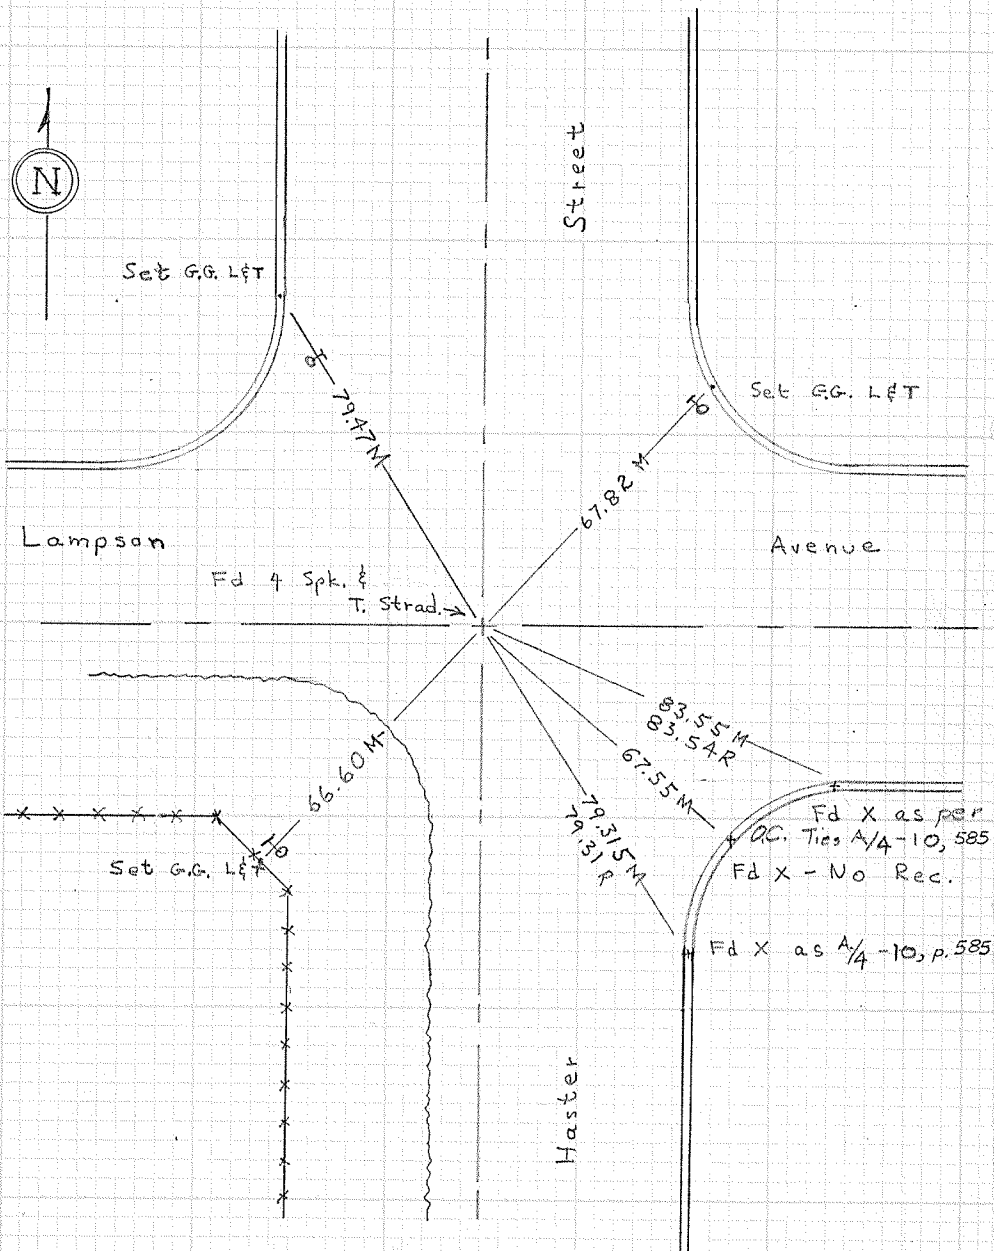 Street
N
Set G.G. L&T
79.47 M
67.82 M
Set G.G. L&T
Lampson
Avenue
Fd 4 Spk. &
T. Strad.
83.55 M
83.54 R
67.55 M
79.315 M
79.31 R
66.60 M
Set G.G. L&T
Fd X as per
O.C. Ties A/4-10, 585
Fd X - No Rec.
Fd X as A/4-10, p. 585
Haster